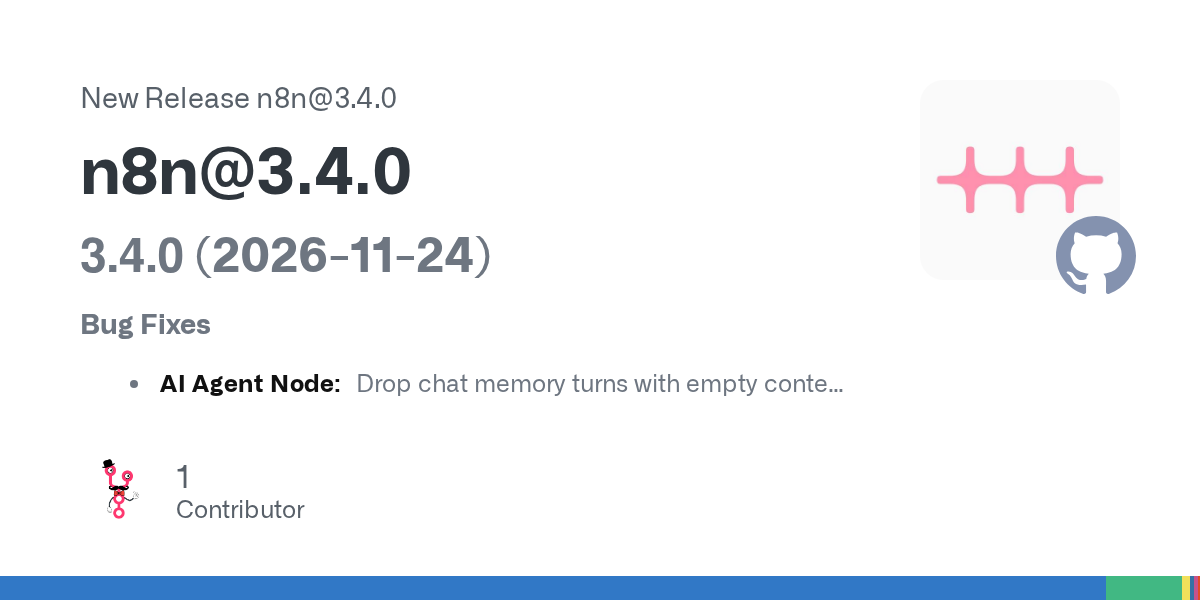 New Release n8n@3.4.0
n8n@3.4.0
3.4.0 (2026-11-24)
Bug Fixes
• AI Agent Node: Drop chat memory turns with empty conte...
1
Contributor